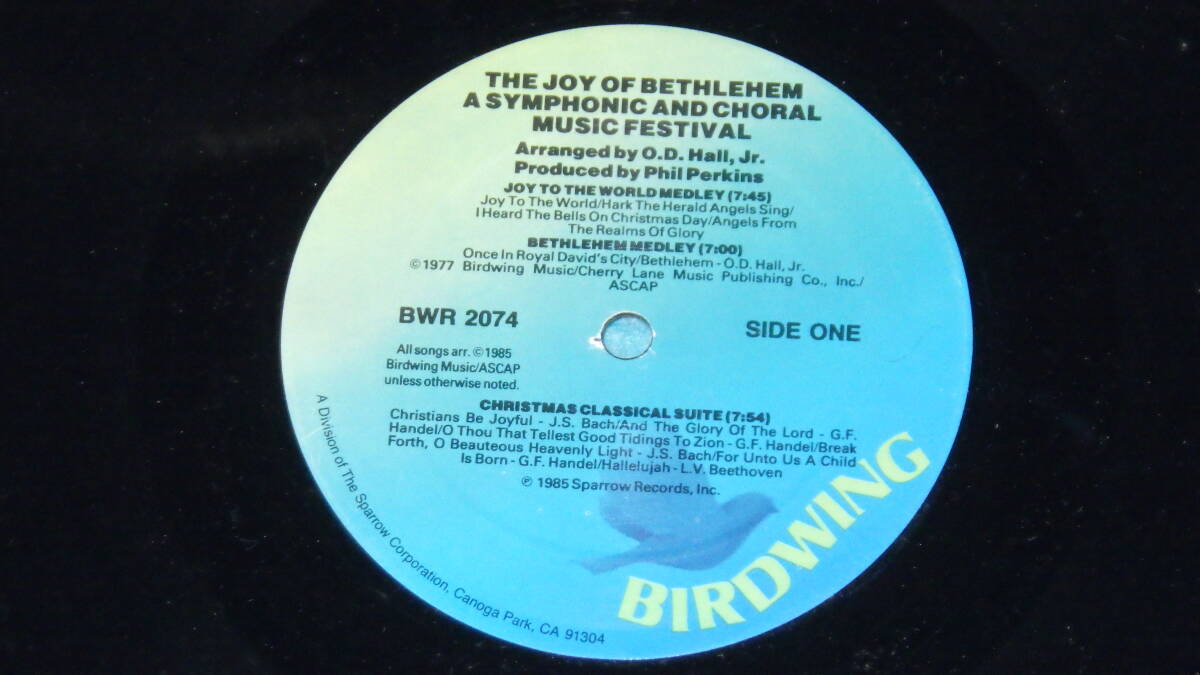 THE JOY OF BETHLEHEM
A SYMPHONIC AND CHORAL
MUSIC FESTIVAL
Arranged by O.D. Hall, Jr.
Produced by Phil Perkins
JOY TO THE WORLD MEDLEY (7:45)
Joy To The World/Hark The Herald Angels Sing/
I Heard The Bells On Christmas Day/Angels From
The Realms Of Glory
BETHLEHEM MEDLEY (7:00)
Once In Royal David's City/Bethlehem - O.D. Hall, Jr.
©1977 Birdwing Music/Cherry Lane Music Publishing Co., Inc./
ASCAP
BWR 2074
SIDE ONE
All songs arr. ©1985
Birdwing Music/ASCAP
unless otherwise noted.
CHRISTMAS CLASSICAL SUITE (7:54)
Christians Be Joyful - J.S. Bach/And The Glory Of The Lord - G.F.
Handel/O Thou That Tellest Good Tidings To Zion - G.F. Handel/Break
Forth, O Beauteous Heavenly Light - J.S. Bach/For Unto Us A Child
Is Born - G.F. Handel/Hallelujah - L.V. Beethoven
℗ 1985 Sparrow Records, Inc.
BIRDWING
A Division of The Sparrow Corporation, Canoga Park, CA 91304